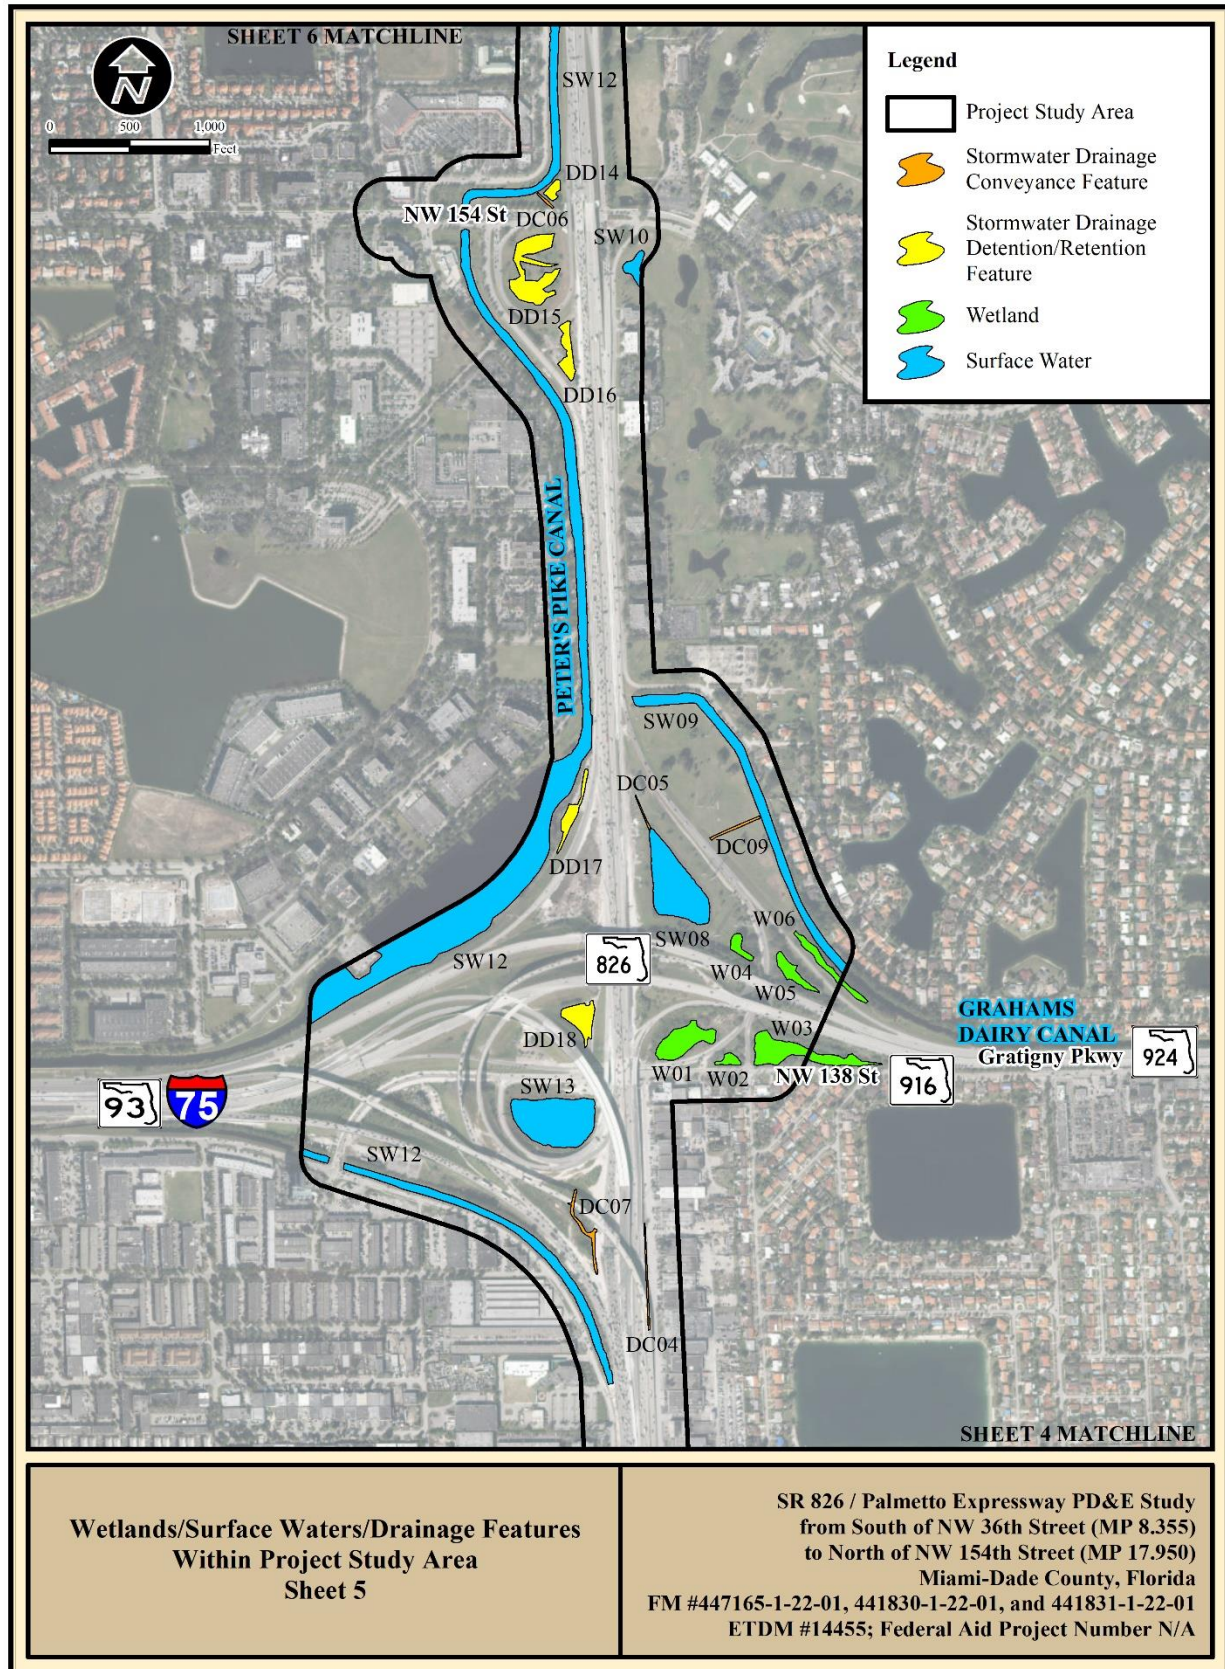 SHEET 6 MATCHLINE
N
0 500 1,000
Feet
Legend
Project Study Area
Stormwater Drainage
Conveyance Feature
Stormwater Drainage
Detention/Retention
Feature
Wetland
Surface Water
SW12
DD14
NW 154 St
DC06
SW10
DD15
DD16
PETER'S PIKE CANAL
SW09
DC05
DC09
DD17
W06
SW08
SW12
826
W04
W05
GRAHAMS
DAIRY CANAL
Gratigny Pkwy
924
DD18
W03
W01
W02
NW 138 St
916
93
75
SW13
SW12
DC07
DC04
SHEET 4 MATCHLINE
Wetlands/Surface Waters/Drainage Features
Within Project Study Area
Sheet 5
SR 826 / Palmetto Expressway PD&E Study
from South of NW 36th Street (MP 8.355)
to North of NW 154th Street (MP 17.950)
Miami-Dade County, Florida
FM #447165-1-22-01, 441830-1-22-01, and 441831-1-22-01
ETDM #14455; Federal Aid Project Number N/A